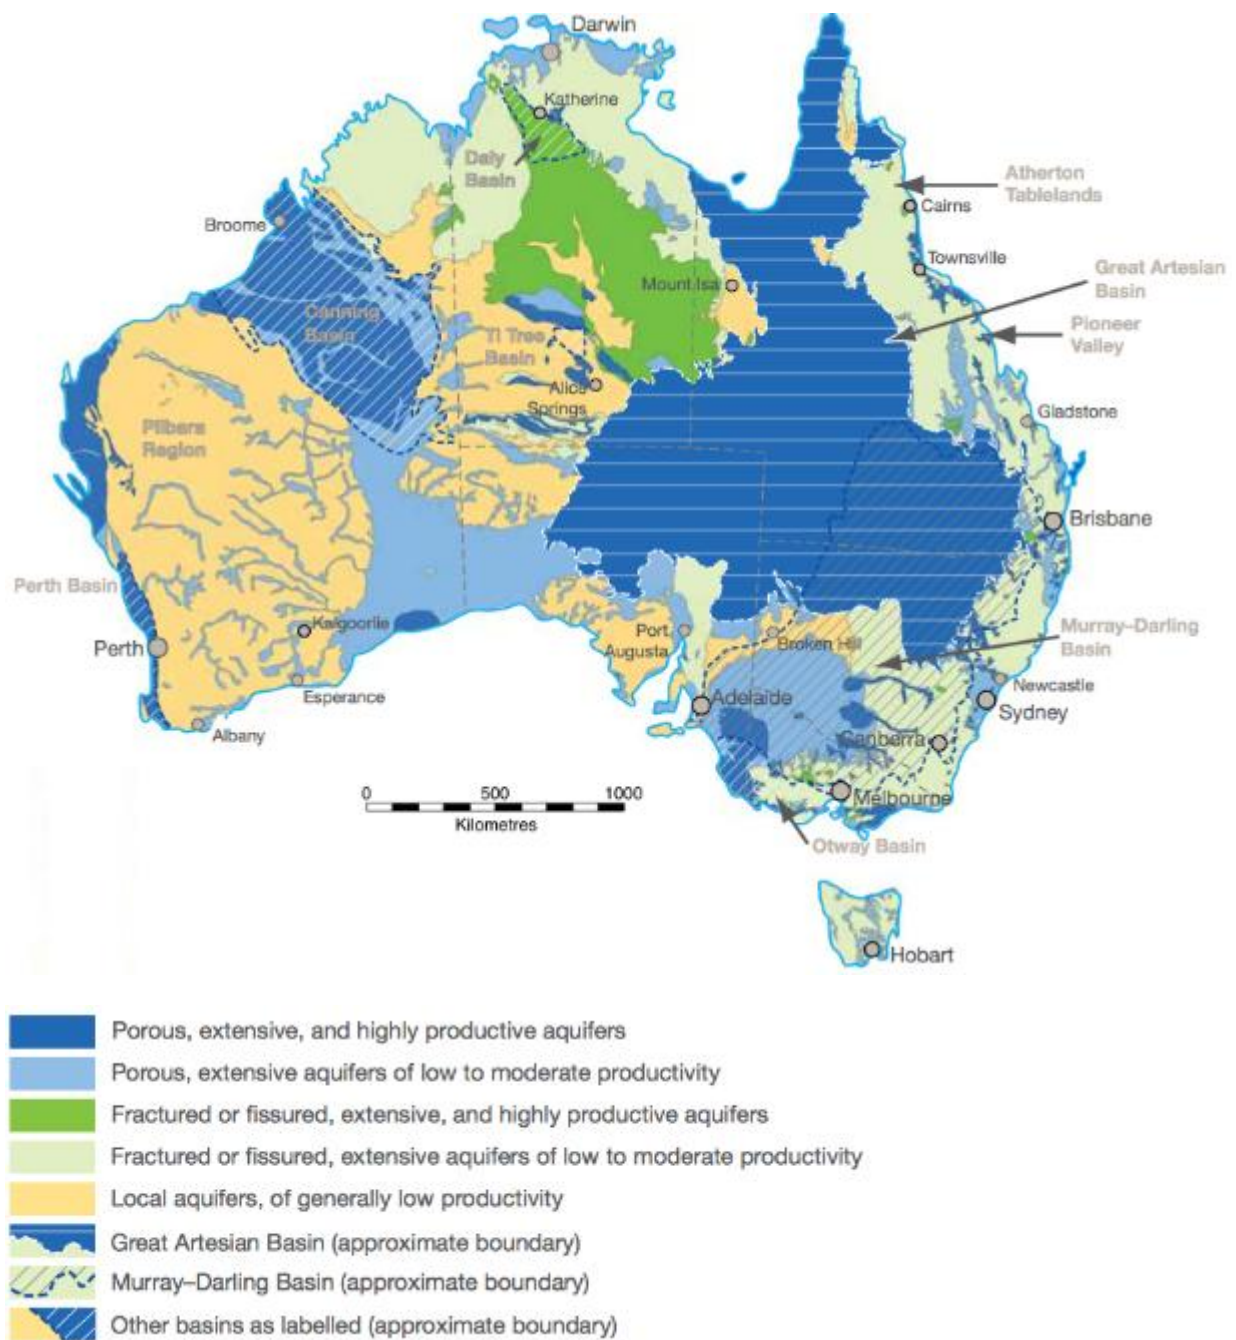 Darwin
Katherine
Daly
Basin
Atherton
Tablelands
Cairns
Broome
Townsville
Great Artesian
Basin
Mount Isa
Canning
Basin
Pioneer
Valley
Ti Tree
Basin
Alice
Springs
Gladstone
Pilbara
Region
Brisbane
Perth Basin
Kalgoorlie
Perth
Port
Augusta
Broken Hill
Murray–Darling
Basin
Esperance
Newcastle
Adelaide
Sydney
Albany
Canberra
0 500 1000
Kilometres
Melbourne
Otway Basin
Hobart
Porous, extensive, and highly productive aquifers
Porous, extensive aquifers of low to moderate productivity
Fractured or fissured, extensive, and highly productive aquifers
Fractured or fissured, extensive aquifers of low to moderate productivity
Local aquifers, of generally low productivity
Great Artesian Basin (approximate boundary)
Murray–Darling Basin (approximate boundary)
Other basins as labelled (approximate boundary)